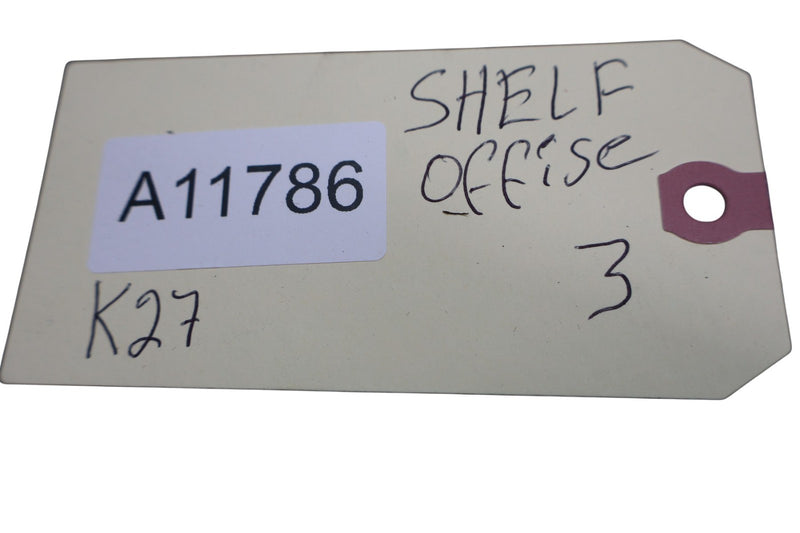 SHELF
offise
A11786
3
K27